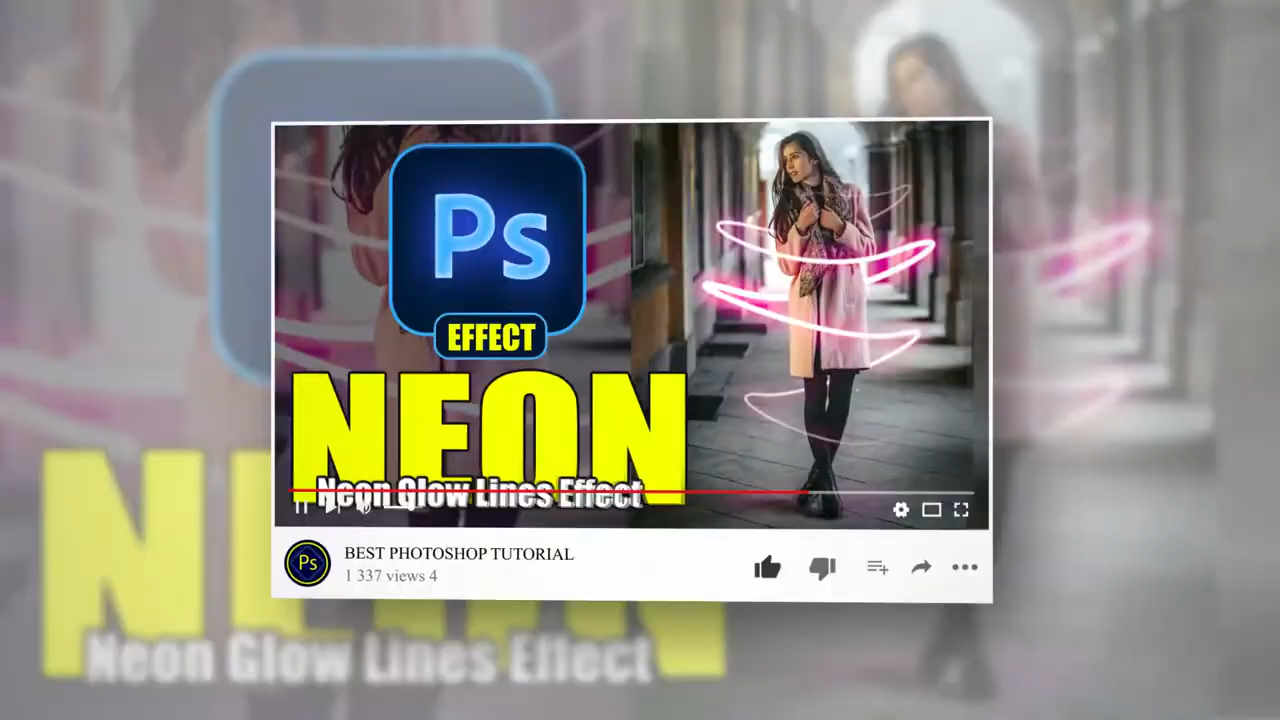 Ps
EFFECT
NEON
Neon Glow Lines Effect
Ps
BEST PHOTOSHOP TUTORIAL
1 337 views 4
NEON
Neon Glow Lines Effect